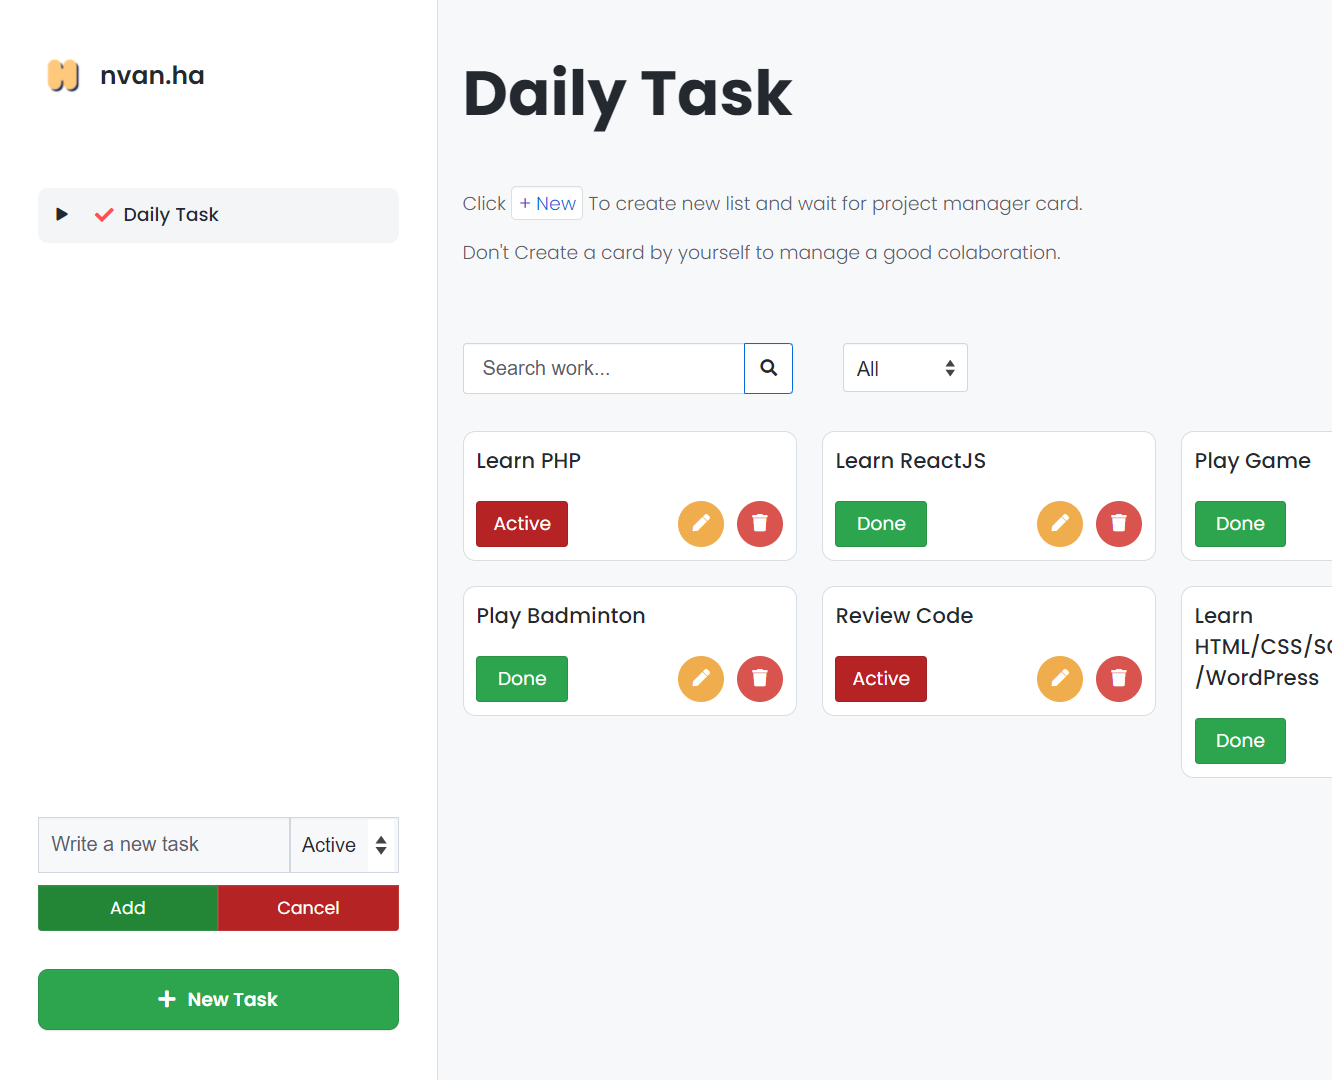 nvan.ha
Daily Task
Daily Task
Click + New To create new list and wait for project manager card.
Don't Create a card by yourself to manage a good colaboration.
Search work...
All
Learn PHP
Active
Learn ReactJS
Done
Play Game
Done
Play Badminton
Done
Review Code
Active
Learn
HTML/CSS/SC
/WordPress
Done
Write a new task
Active
Add
Cancel
New Task